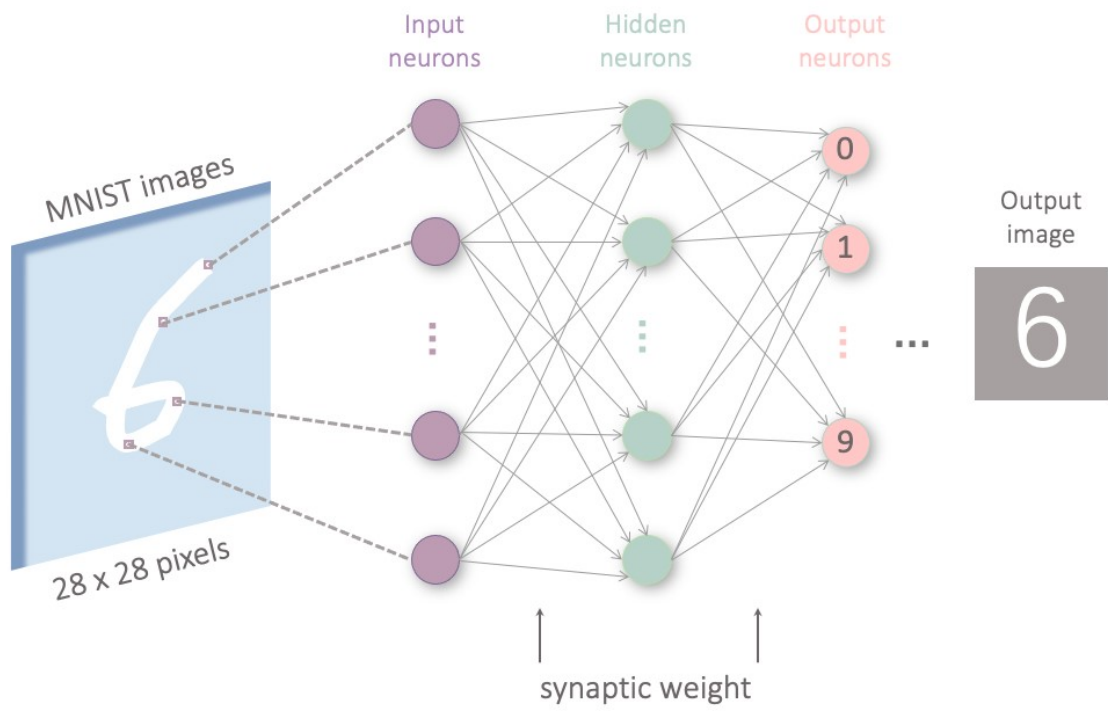 Input
neurons
Hidden
neurons
Output
neurons
MNIST images
28 x 28 pixels
0
1
9
...
Output
image
6
synaptic weight